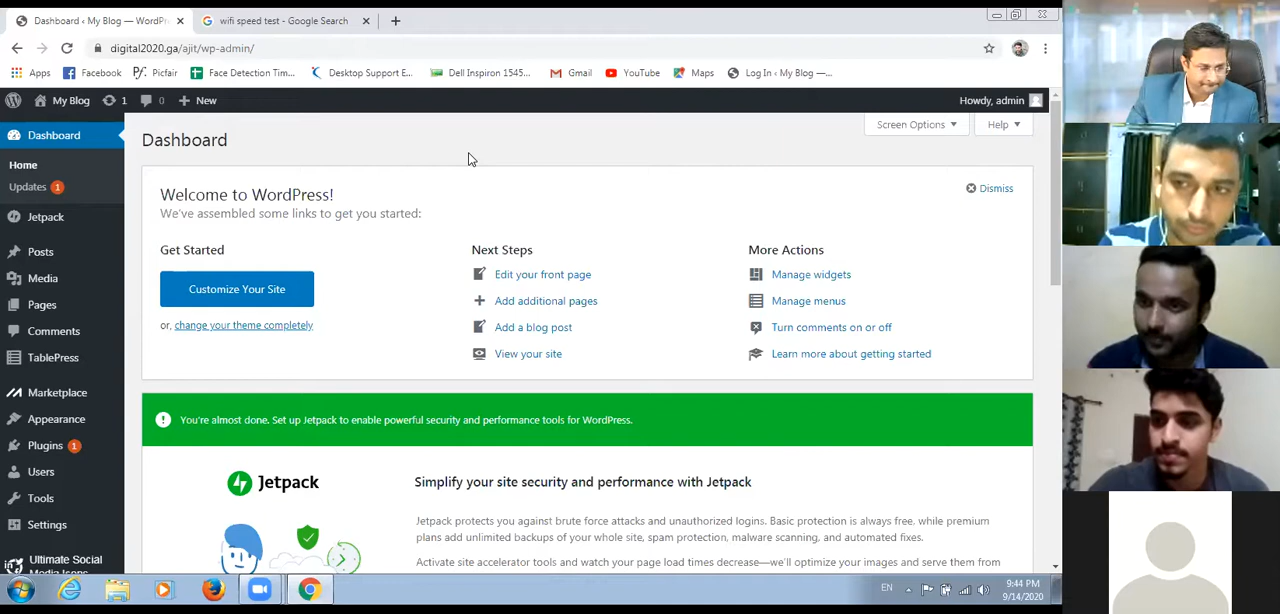 Dashboard ‹ My Blog — WordPr
wifi speed test - Google Search
digital2020.ga/ajit/wp-admin/
Apps
Facebook
Picfair
Face Detection Tim...
Desktop Support E...
Dell Inspiron 1545...
Gmail
YouTube
Maps
Log In ‹ My Blog —...
My Blog
1
0
New
Howdy, admin
Dashboard
Home
Updates 1
Jetpack
Posts
Media
Pages
Comments
TablePress
Marketplace
Appearance
Plugins 1
Users
Tools
Settings
Ultimate Social
Media Icons
Dashboard
Screen Options
Help
Welcome to WordPress!
We've assembled some links to get you started:
Dismiss
Get Started
Customize Your Site
or, change your theme completely
Next Steps
Edit your front page
Add additional pages
Add a blog post
View your site
More Actions
Manage widgets
Manage menus
Turn comments on or off
Learn more about getting started
You're almost done. Set up Jetpack to enable powerful security and performance tools for WordPress.
Jetpack
Simplify your site security and performance with Jetpack
Jetpack protects you against brute force attacks and unauthorized logins. Basic protection is always free, while premium
plans add unlimited backups of your whole site, spam protection, malware scanning, and automated fixes.
Activate site accelerator tools and watch your page load times decrease—we'll optimize your images and serve them from
EN
9:44 PM
9/14/2020